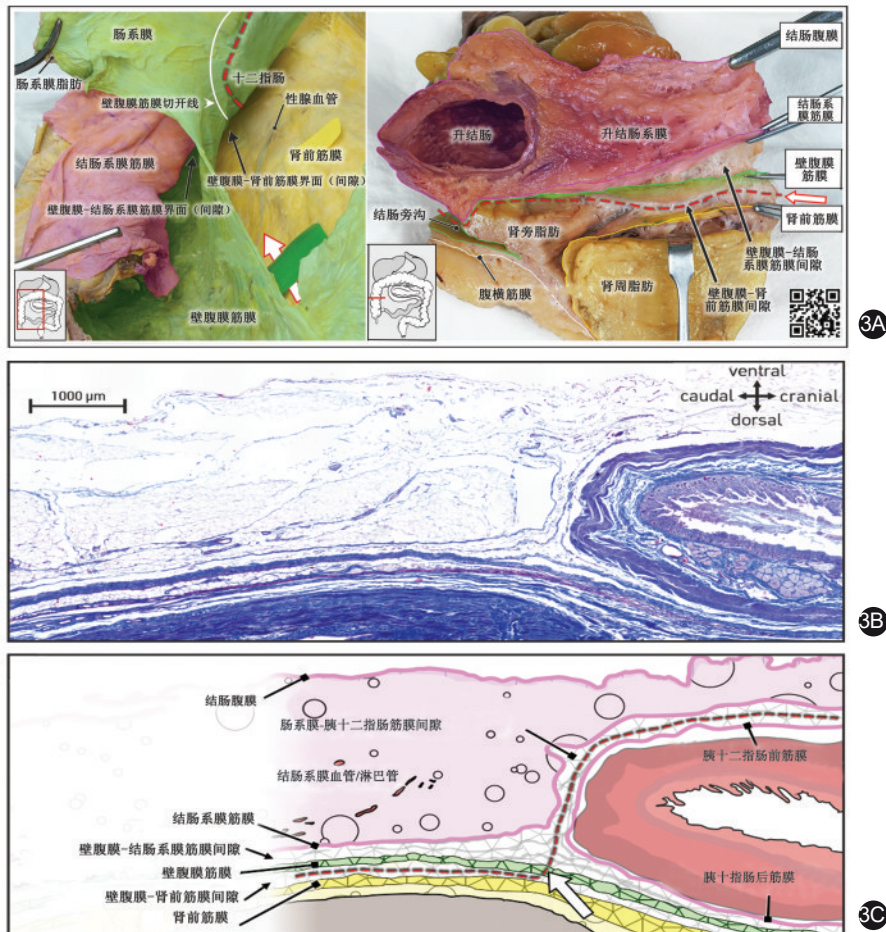 肠系膜
十二指肠
肠系膜脂肪
壁腹膜筋膜切开线
性腺血管
结肠系膜筋膜
肾前筋膜
壁腹膜-肾前筋膜界面（间隙）
壁腹膜-结肠系膜筋膜界面（间隙）
壁腹膜筋膜
结肠腹膜
结肠系
膜筋膜
升结肠
升结肠系膜
壁腹膜
筋膜
结肠旁沟
肾前筋膜
肾旁脂肪
壁腹膜-结肠
系膜筋膜间隙
腹横筋膜
肾周脂肪
壁腹膜-肾
前筋膜间隙
3A
1000 μm
ventral
caudal
cranial
dorsal
3B
结肠腹膜
肠系膜-胰十二指肠筋膜间隙
胰十二指肠前筋膜
结肠系膜血管/淋巴管
结肠系膜筋膜
壁腹膜-结肠系膜筋膜间隙
壁腹膜筋膜
胰十指肠后筋膜
壁腹膜-肾前筋膜间隙
肾前筋膜
3C